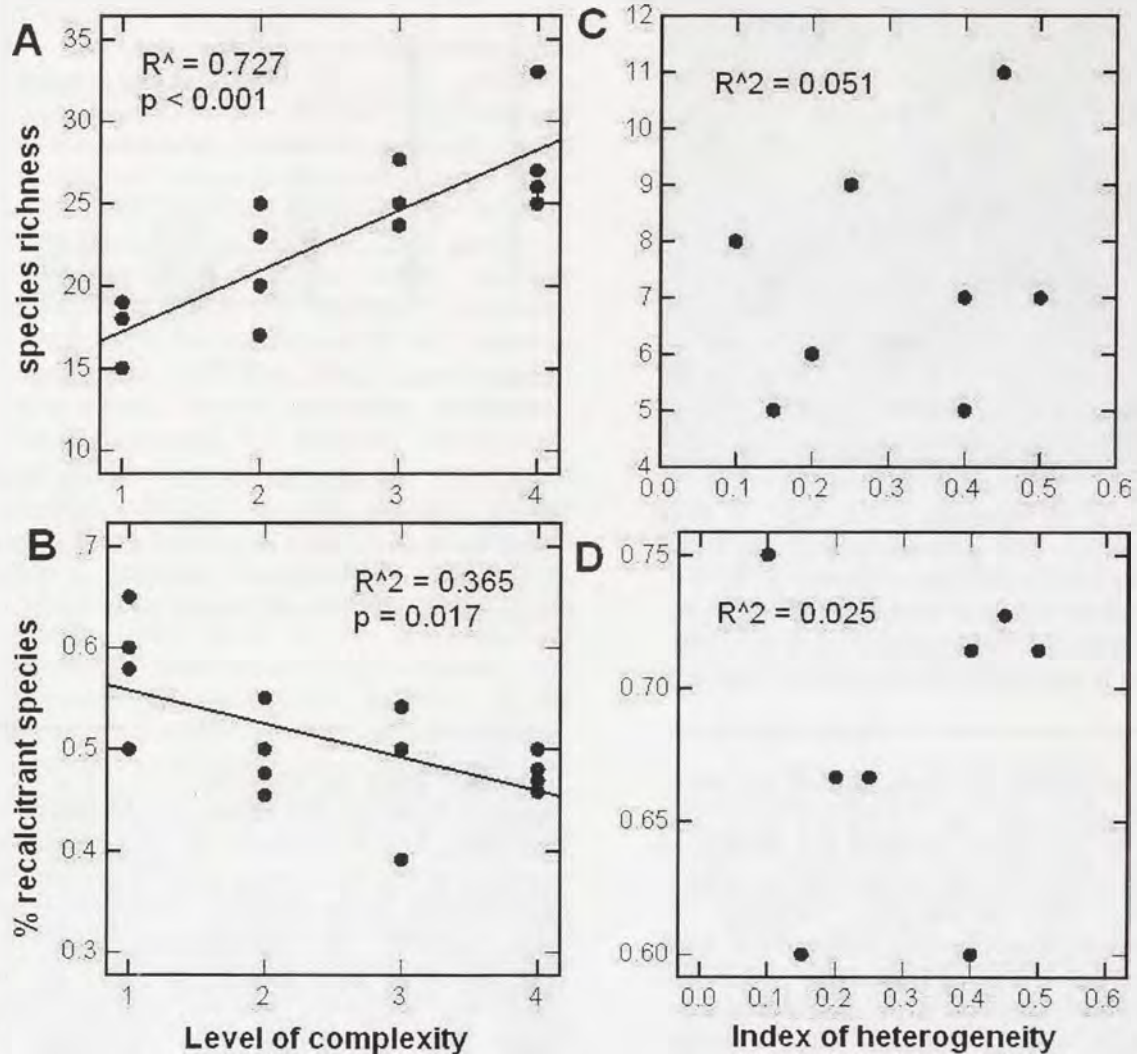 A
R^ = 0.727
p < 0.001
species richness
35
30
25
20
15
10
1 2 3 4
C
R^2 = 0.051
12
11
10
9
8
7
6
5
4
0.0 0.1 0.2 0.3 0.4 0.5 0.6
B
R^2 = 0.365
p = 0.017
% recalcitrant species
7
0.6
0.5
0.4
0.3
1 2 3 4
Level of complexity
D
R^2 = 0.025
0.75
0.70
0.65
0.60
0.0 0.1 0.2 0.3 0.4 0.5 0.6
Index of heterogeneity